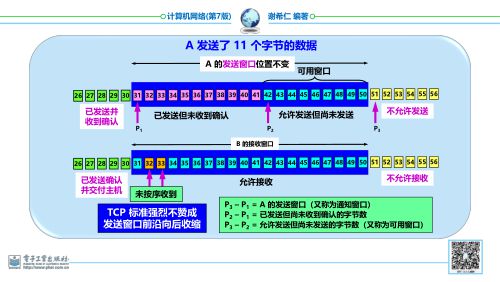 计算机网络(第7版) 谢希仁 编著
A 发送了 11 个字节的数据
A 的发送窗口位置不变
可用窗口
26 27 28 29 30 31 32 33 34 35 36 37 38 39 40 41 42 43 44 45 46 47 48 49 50 51 52 53 54 55 56
已发送并
收到确认
已发送但未收到确认
允许发送但尚未发送
不允许发送
P1 P2 P3
B 的接收窗口
26 27 28 29 30 31 32 33 34 35 36 37 38 39 40 41 42 43 44 45 46 47 48 49 50 51 52 53 54 55 56
已发送确认
并交付主机
允许接收
不允许接收
未按序收到
TCP 标准强烈不赞成
发送窗口前沿向后收缩
P3 – P1 = A 的发送窗口（又称为通知窗口）
P2 – P1 = 已发送但尚未收到确认的字节数
P3 – P2 = 允许发送但尚未发送的字节数（又称为可用窗口）
电子工业出版社
http://www.phei.com.cn